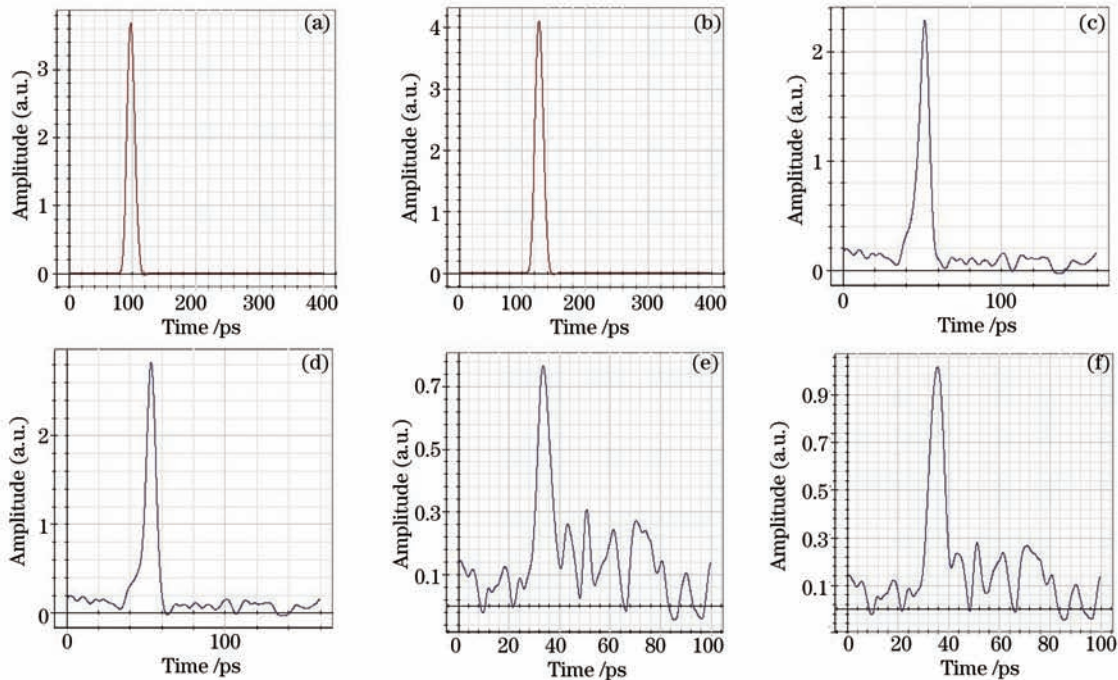 (a)
Amplitude (a.u.)
3
2
1
0
0 100 200 300 400
Time /ps
(b)
Amplitude (a.u.)
4
3
2
1
0
0 100 200 300 400
Time /ps
(c)
Amplitude (a.u.)
2
1
0
0 100
Time /ps
(d)
Amplitude (a.u.)
2
1
0
0 100
Time /ps
(e)
Amplitude (a.u.)
0.7
0.5
0.3
0.1
0 20 40 60 80 100
Time /ps
(f)
Amplitude (a.u.)
0.9
0.7
0.5
0.3
0.1
0 20 40 60 80 100
Time /ps